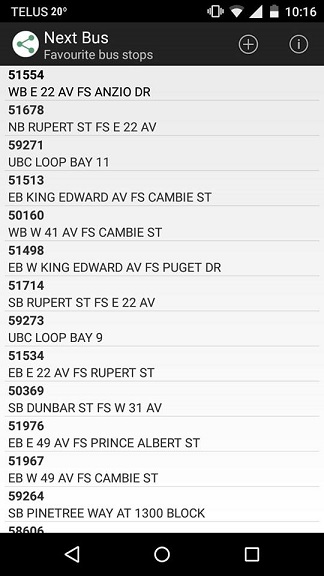 TELUS 20° 10:16
Next Bus
Favourite bus stops
51554
WB E 22 AV FS ANZIO DR
51678
NB RUPERT ST FS E 22 AV
59271
UBC LOOP BAY 11
51513
EB KING EDWARD AV FS CAMBIE ST
50160
WB W 41 AV FS CAMBIE ST
51498
EB W KING EDWARD AV FS PUGET DR
51714
SB RUPERT ST FS E 22 AV
59273
UBC LOOP BAY 9
51534
EB E 22 AV FS RUPERT ST
50369
SB DUNBAR ST FS W 31 AV
51976
EB E 49 AV FS PRINCE ALBERT ST
51967
EB W 49 AV FS CAMBIE ST
59264
SB PINETREE WAY AT 1300 BLOCK
58606